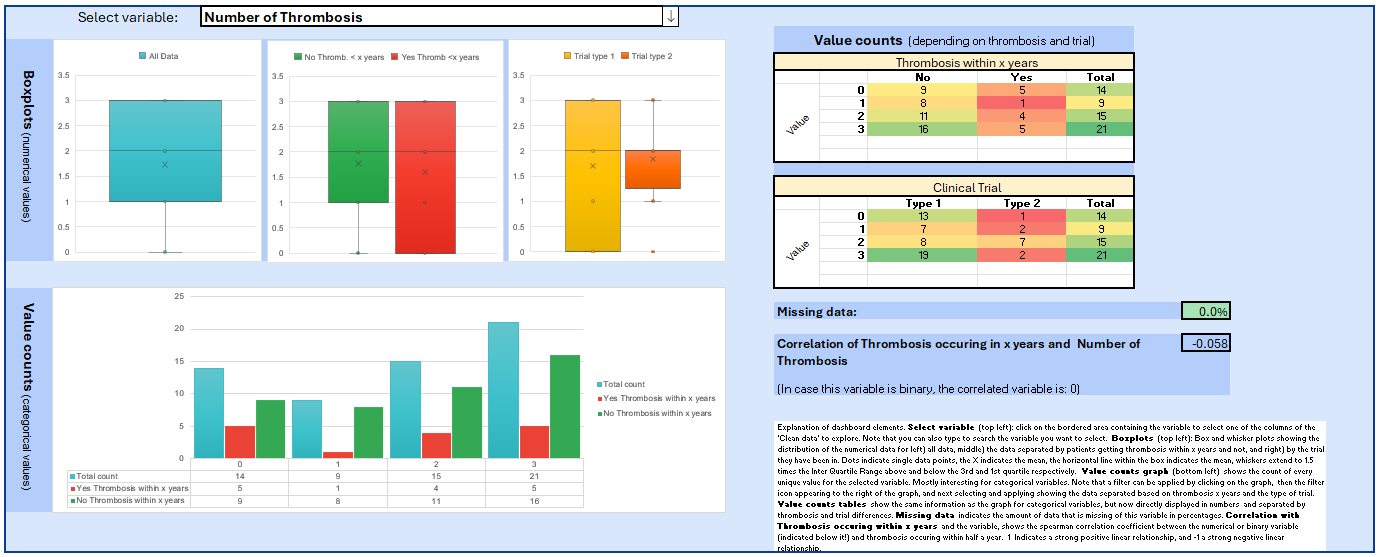 Select variable: Number of Thrombosis ↓
Boxplots (numerical values)
All Data
3.5
3
2.5
2
1.5
1
0.5
0
No Thromb. < x years Yes Thromb <x years
3.5
3
2.5
2
1.5
1
0.5
0
Trial type 1 Trial type 2
3.5
3
2.5
2
1.5
1
0.5
0
Value counts (categorical values)
25
20
15
10
5
0
0 1 2 3
Total count 14 9 15 21
Yes Thrombosis within x years 5 1 4 5
No Thrombosis within x years 9 8 11 16
Total count
Yes Thrombosis within x years
No Thrombosis within x years
Value counts (depending on thrombosis and trial)
Thrombosis within x years
No Yes Total
Value
0 9 5 14
1 8 1 9
2 11 4 15
3 16 5 21
Clinical Trial
Type 1 Type 2 Total
Value
0 13 1 14
1 7 2 9
2 8 7 15
3 19 2 21
Missing data: 0.0%
Correlation of Thrombosis occuring in x years and Number of -0.058
Thrombosis
(In case this variable is binary, the correlated variable is: 0)
Explanation of dashboard elements. Select variable (top left): click on the bordered area containing the variable to select one of the columns of the
'Clean data' to explore. Note that you can also type to search the variable you want to select. Boxplots (top left): Box and whisker plots showing the
distribution of the numerical data for left) all data, middle) the data separated by patients getting thrombosis within x years and not, and right) by the trial
they have been in. Dots indicate single data points, the X indicates the mean, the horizontal line within the box indicates the mean, whiskers extend to 1.5
times the Inter Quartile Range above and below the 3rd and 1st quartile respectively. Value counts graph (bottom left) shows the count of every
unique value for the selected variable. Mostly interesting for categorical variables. Note that a filter can be applied by clicking on the graph, then the filter
icon appearing to the right of the graph, and next selecting and applying showing the data separated based on thrombosis x years and the type of trial.
Value counts tables show the same information as the graph for categorical variables, but now directly displayed in numbers and separated by
thrombosis and trial differences. Missing data indicates the amount of data that is missing of this variable in percentages. Correlation with
Thrombosis occuring within x years and the variable, shows the spearman correlation coefficient between the numerical or binary variable
(indicated below it!) and thrombosis occuring within half a year. 1 Indicates a strong positive linear relationship, and -1 a strong negative linear
relationship.